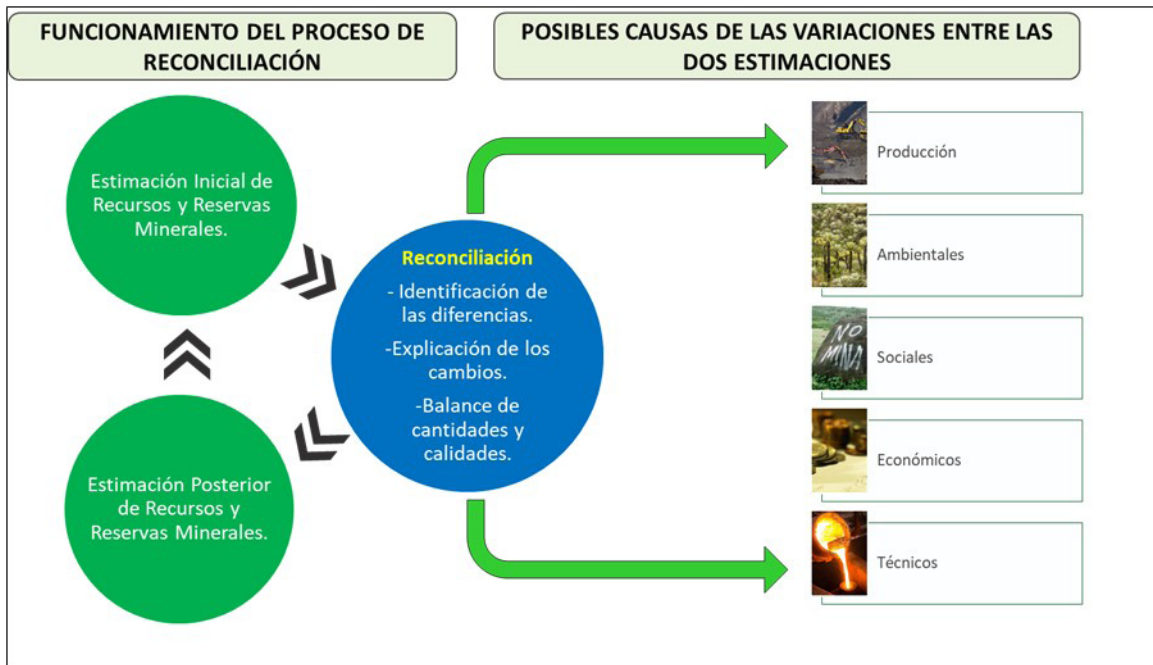 FUNCIONAMIENTO DEL PROCESO DE
RECONCILIACIÓN
POSIBLES CAUSAS DE LAS VARIACIONES ENTRE LAS
DOS ESTIMACIONES
Estimación Inicial de
Recursos y Reservas
Minerales.
Reconciliación
- Identificación de
las diferencias.
-Explicación de los
cambios.
-Balance de
cantidades y
calidades.
Estimación Posterior
de Recursos y
Reservas Minerales.
Producción
Ambientales
NO
MINA
Sociales
Económicos
Técnicos